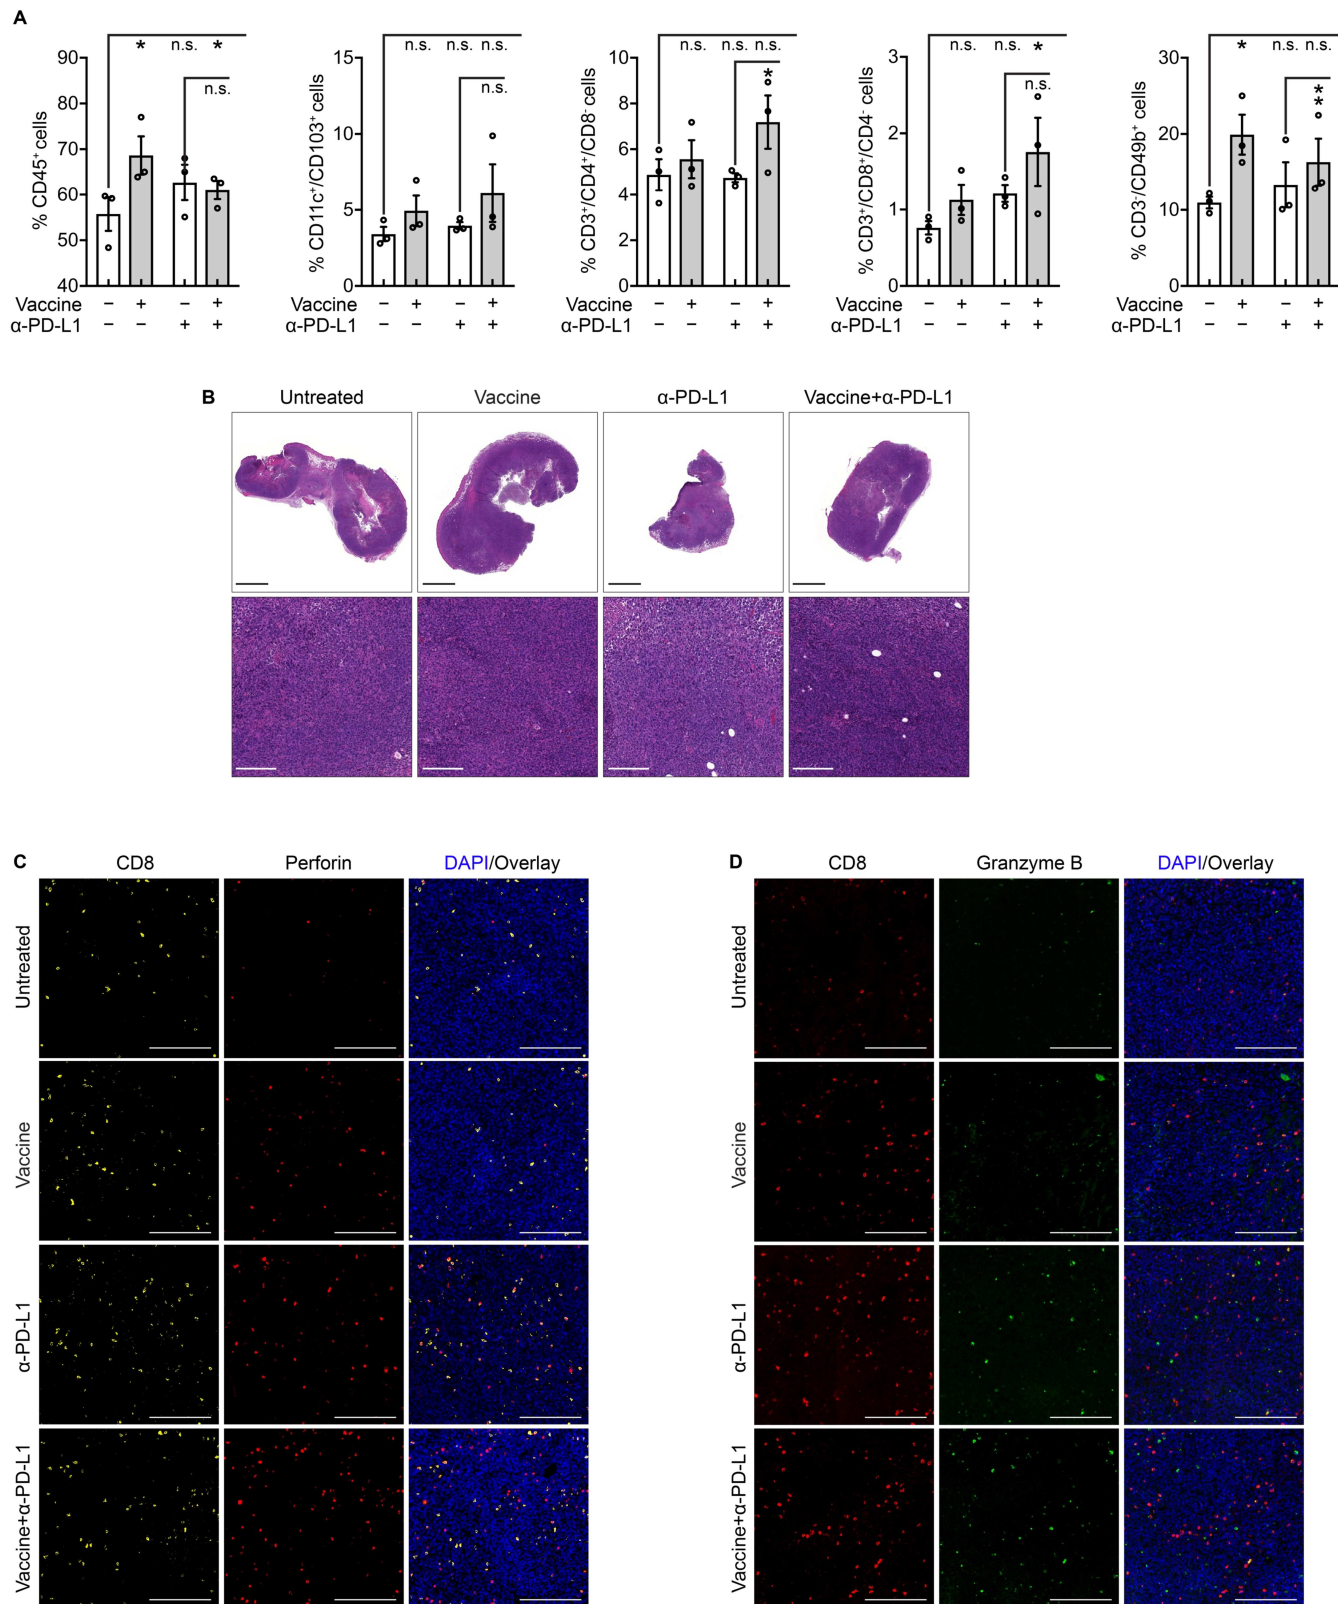 A
% CD45+ cells
90
80
70
60
50
40
* n.s. *
n.s.
% CD11c+/CD103+ cells
15
10
5
0
n.s. n.s. n.s.
n.s.
% CD3+/CD4+/CD8- cells
10
8
6
4
2
0
n.s. n.s. n.s.
*
% CD3+/CD8+/CD4- cells
3
2
1
0
n.s. n.s. *
n.s.
% CD3-/CD49b+ cells
30
20
10
0
* n.s. n.s.
**
Vaccine − + − +
α-PD-L1 − − + +
Vaccine − + − +
α-PD-L1 − − + +
Vaccine − + − +
α-PD-L1 − − + +
Vaccine − + − +
α-PD-L1 − − + +
Vaccine − + − +
α-PD-L1 − − + +
B
Untreated Vaccine α-PD-L1 Vaccine+α-PD-L1
C
CD8 Perforin DAPI/Overlay
Untreated
Vaccine
α-PD-L1
Vaccine+α-PD-L1
D
CD8 Granzyme B DAPI/Overlay
Untreated
Vaccine
α-PD-L1
Vaccine+α-PD-L1